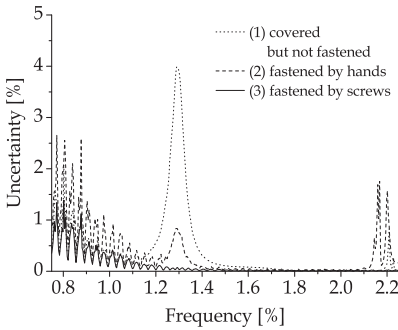 5
4
3
2
1
0
Uncertainty [%]
(1) covered
but not fastened
(2) fastened by hands
(3) fastened by screws
0.8 1.0 1.2 1.4 1.6 1.8 2.0 2.2
Frequency [%]